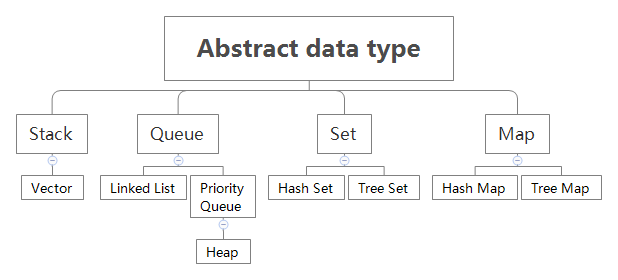 Abstract data type
Stack
Queue
Set
Map
Vector
Linked List
Priority
Queue
Hash Set
Tree Set
Hash Map
Tree Map
Heap